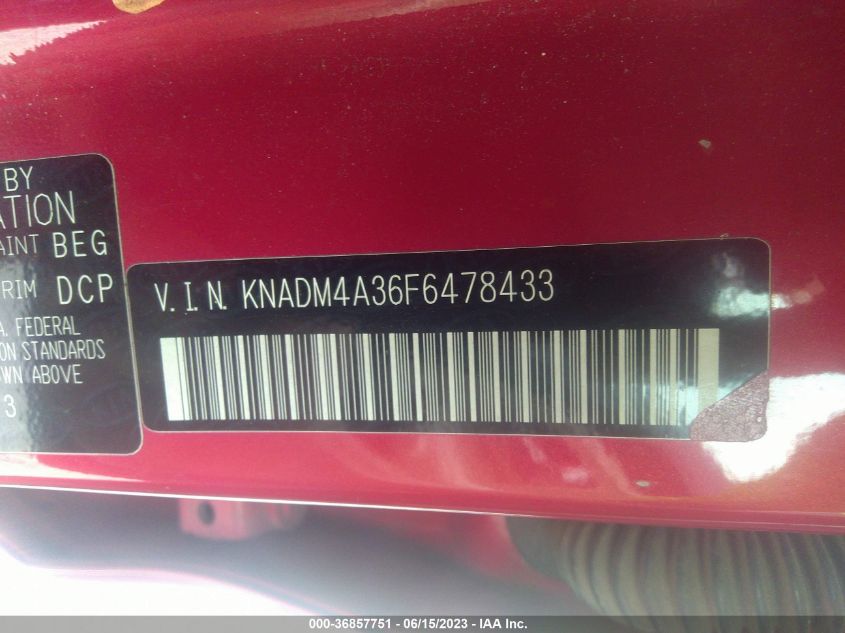 BY
ATION
AINT BEG
RIM DCP
A. FEDERAL
ON STANDARDS
WN ABOVE
3
V.I.N. KNADM4A36F6478433
000-36857751 - 06/15/2023 - IAA Inc.